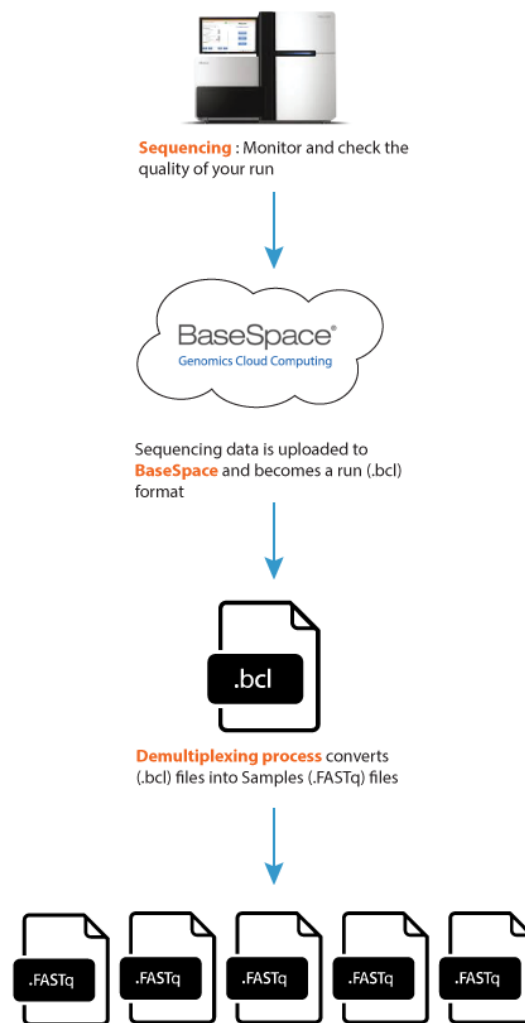 Sequencing : Monitor and check the
quality of your run
BaseSpace®
Genomics Cloud Computing
Sequencing data is uploaded to
BaseSpace and becomes a run (.bcl)
format
.bcl
Demultiplexing process converts
(.bcl) files into Samples (.FASTq) files
.FASTq
.FASTq
.FASTq
.FASTq
.FASTq